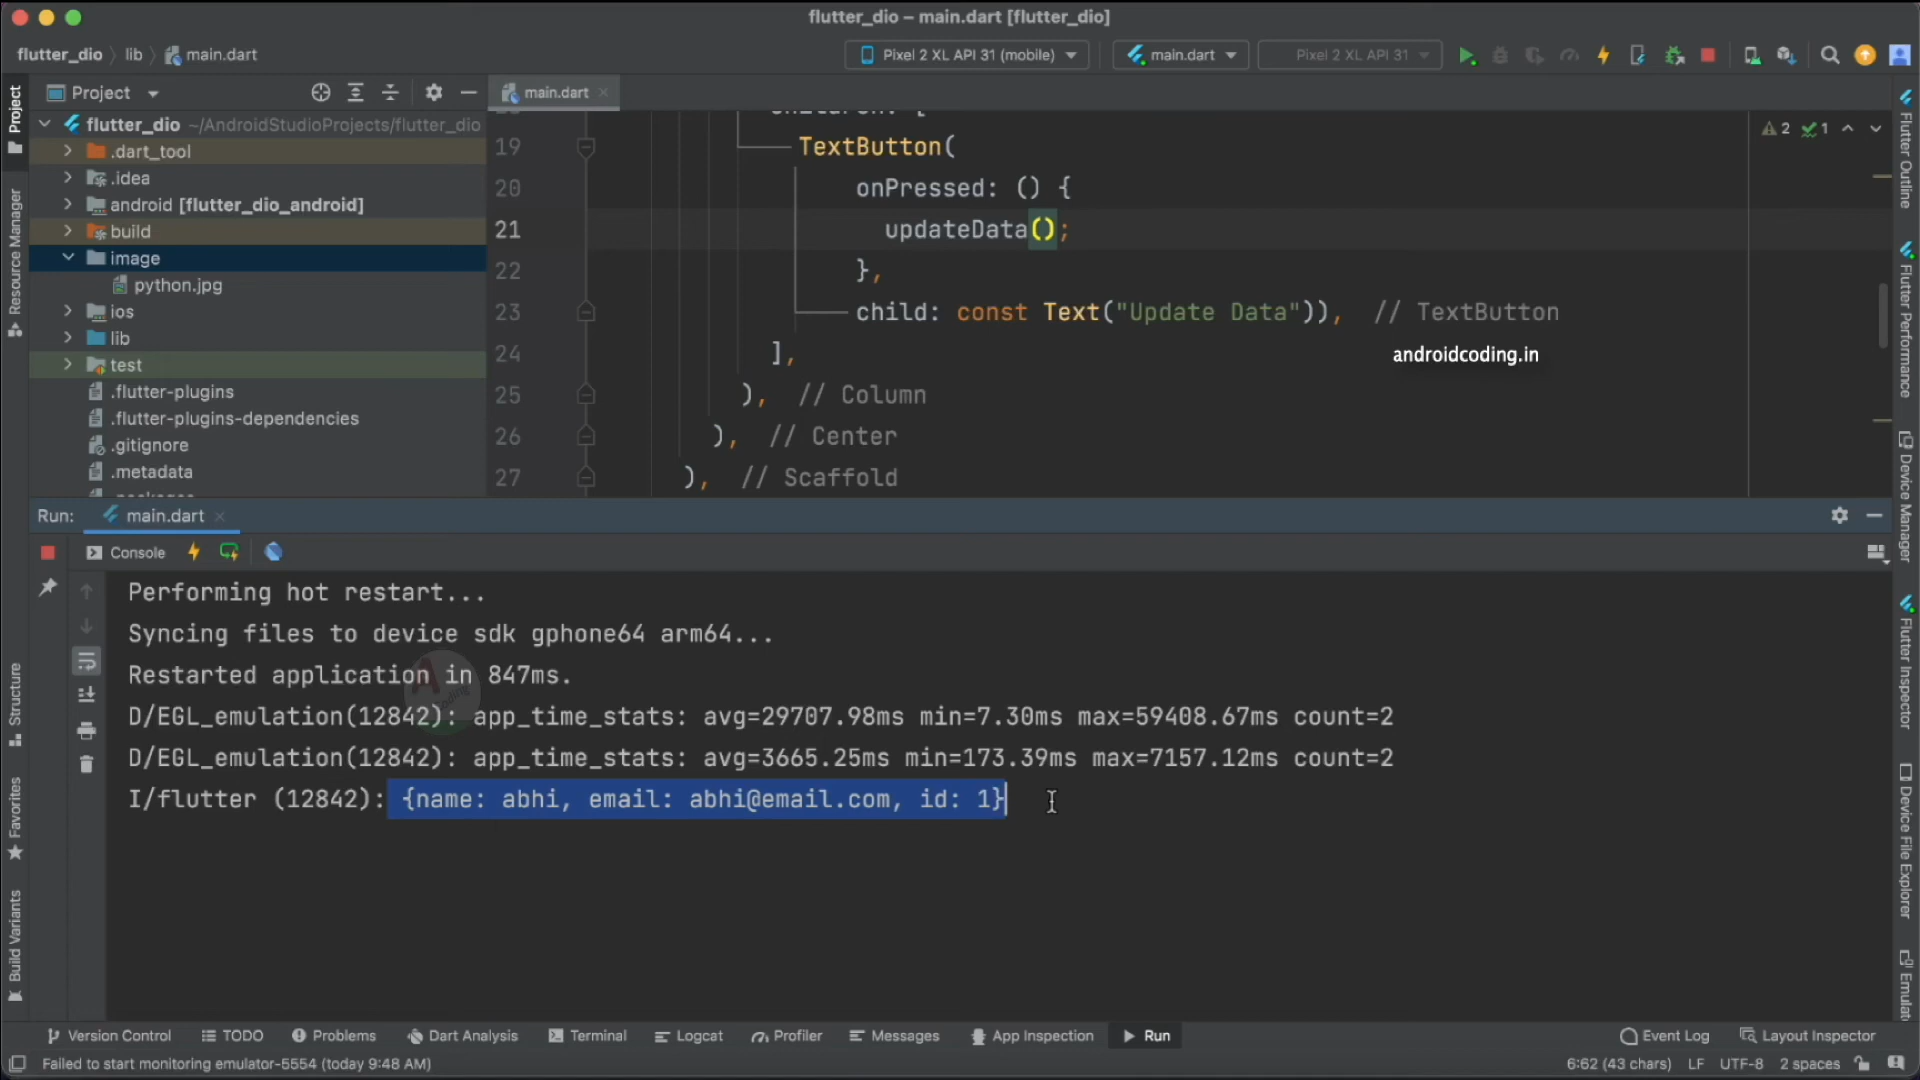 flutter_dio – main.dart [flutter_dio]
flutter_dio lib main.dart Pixel 2 XL API 31 (mobile) main.dart Pixel 2 XL API 31
Project
main.dart
flutter_dio ~/AndroidStudioProjects/flutter_dio
.dart_tool
.idea
android [flutter_dio_android]
build
image
python.jpg
ios
lib
test
.flutter-plugins
.flutter-plugins-dependencies
.gitignore
.metadata
2 1
19 TextButton(
20 onPressed: () {
21 updateData();
22 },
23 child: const Text("Update Data")), // TextButton
androidcoding.in
24 ],
25 ), // Column
26 ), // Center
27 ), // Scaffold
Project
Resource Manager
Structure
Favorites
Build Variants
Flutter Outline
Flutter Performance
Device Manager
Flutter Inspector
Device File Explorer
Run: main.dart
Console
Performing hot restart...
Syncing files to device sdk gphone64 arm64...
Restarted application in 847ms.
D/EGL_emulation(12842): app_time_stats: avg=29707.98ms min=7.30ms max=59408.67ms count=2
D/EGL_emulation(12842): app_time_stats: avg=3665.25ms min=173.39ms max=7157.12ms count=2
I/flutter (12842): {name: abhi, email: abhi@email.com, id: 1}
Version Control TODO Problems Dart Analysis Terminal Logcat Profiler Messages App Inspection Run Event Log Layout Inspector
Failed to start monitoring emulator-5554 (today 9:48 AM) 6:62 (43 chars) LF UTF-8 2 spaces